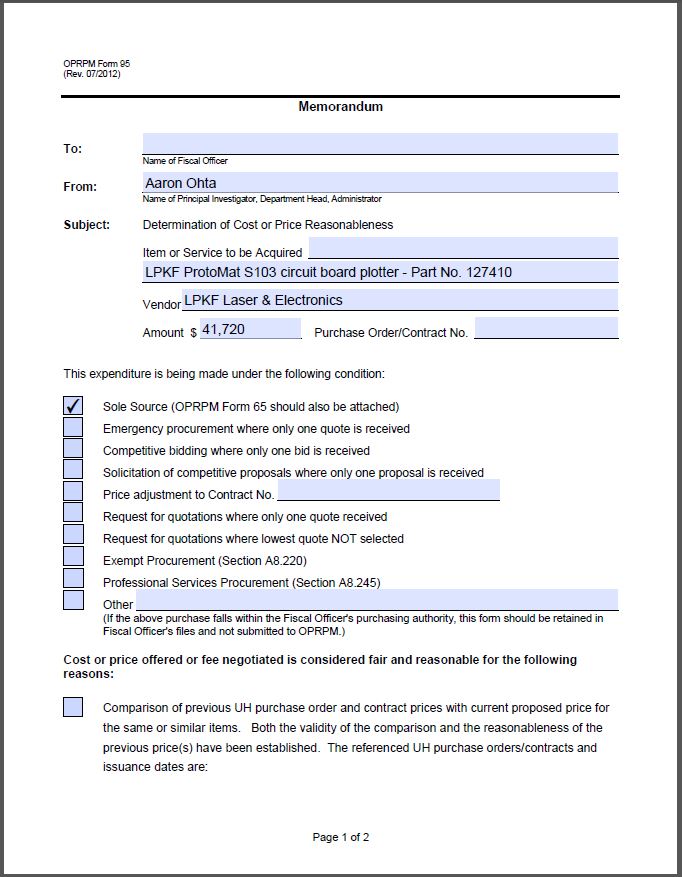 OPRPM Form 95
(Rev. 07/2012)
Memorandum
To:
Name of Fiscal Officer
From: Aaron Ohta
Name of Principal Investigator, Department Head, Administrator
Subject: Determination of Cost or Price Reasonableness
Item or Service to be Acquired
LPKF ProtoMat S103 circuit board plotter - Part No. 127410
Vendor LPKF Laser & Electronics
Amount $ 41,720 Purchase Order/Contract No.
This expenditure is being made under the following condition:
✓ Sole Source (OPRPM Form 65 should also be attached)
Emergency procurement where only one quote is received
Competitive bidding where only one bid is received
Solicitation of competitive proposals where only one proposal is received
Price adjustment to Contract No.
Request for quotations where only one quote received
Request for quotations where lowest quote NOT selected
Exempt Procurement (Section A8.220)
Professional Services Procurement (Section A8.245)
Other
(If the above purchase falls within the Fiscal Officer's purchasing authority, this form should be retained in
Fiscal Officer's files and not submitted to OPRPM.)
Cost or price offered or fee negotiated is considered fair and reasonable for the following
reasons:
Comparison of previous UH purchase order and contract prices with current proposed price for
the same or similar items. Both the validity of the comparison and the reasonableness of the
previous price(s) have been established. The referenced UH purchase orders/contracts and
issuance dates are:
Page 1 of 2